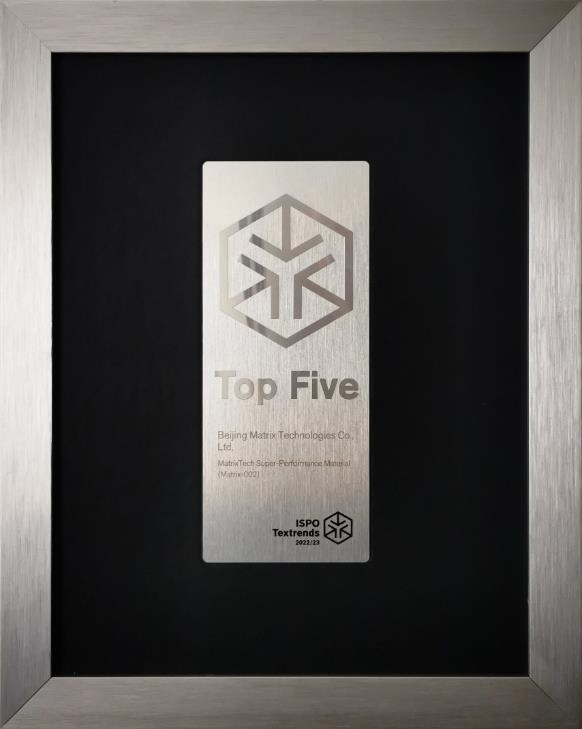 Top Five
Beijing Matrix Technologies Co.,
Ltd.
MatrixTech Super-Performance Material
(Matrix-002)
ISPO
Textrends
2022/23